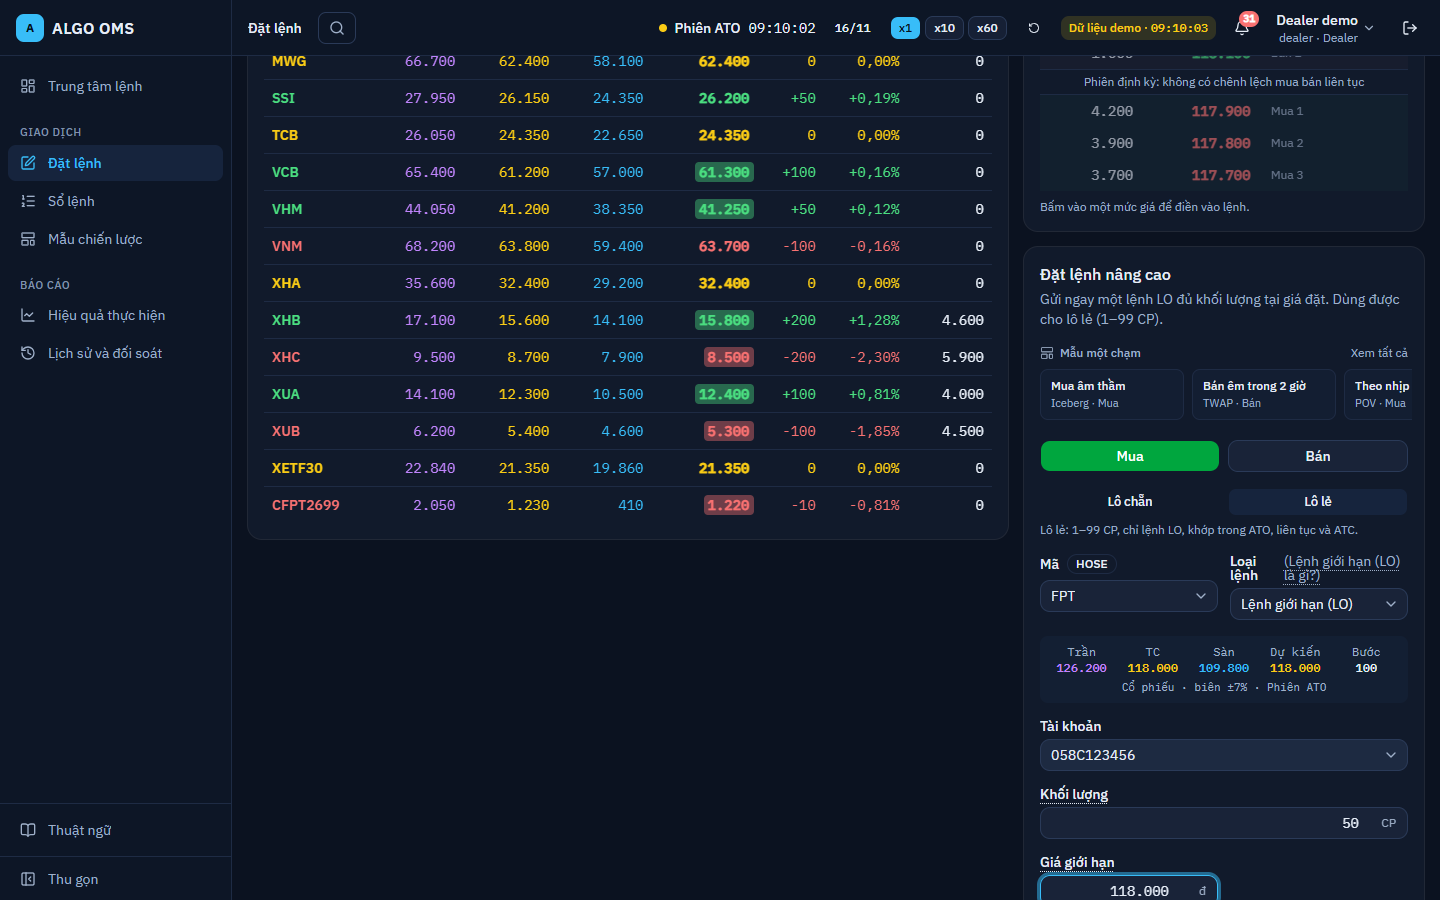 A ALGO OMS
Đặt lệnh
Phiên ATO 09:10:02 16/11 x1 x10 x60
Dữ liệu demo · 09:10:03
31
Dealer demo
dealer · Dealer
Trung tâm lệnh
GIAO DỊCH
Đặt lệnh
Sổ lệnh
Mẫu chiến lược
BÁO CÁO
Hiệu quả thực hiện
Lịch sử và đối soát
Thuật ngữ
Thu gọn
MWG 66.700 62.400 58.100 62.400 0 0,00% 0
SSI 27.950 26.150 24.350 26.200 +50 +0,19% 0
TCB 26.050 24.350 22.650 24.350 0 0,00% 0
VCB 65.400 61.200 57.000 61.300 +100 +0,16% 0
VHM 44.050 41.200 38.350 41.250 +50 +0,12% 0
VNM 68.200 63.800 59.400 63.700 -100 -0,16% 0
XHA 35.600 32.400 29.200 32.400 0 0,00% 0
XHB 17.100 15.600 14.100 15.800 +200 +1,28% 4.600
XHC 9.500 8.700 7.900 8.500 -200 -2,30% 5.900
XUA 14.100 12.300 10.500 12.400 +100 +0,81% 4.000
XUB 6.200 5.400 4.600 5.300 -100 -1,85% 4.500
XETF30 22.840 21.350 19.860 21.350 0 0,00% 0
CFPT2699 2.050 1.230 410 1.220 -10 -0,81% 0
Phiên định kỳ: không có chênh lệch mua bán liên tục
4.200 117.900 Mua 1
3.900 117.800 Mua 2
3.700 117.700 Mua 3
Bấm vào một mức giá để điền vào lệnh.
Đặt lệnh nâng cao
Gửi ngay một lệnh LO đủ khối lượng tại giá đặt. Dùng được
cho lô lẻ (1–99 CP).
Mẫu một chạm Xem tất cả
Mua âm thầm Bán êm trong 2 giờ Theo nhịp
Iceberg · Mua TWAP · Bán POV · Mua
Mua Bán
Lô chẵn Lô lẻ
Lô lẻ: 1–99 CP, chỉ lệnh LO, khớp trong ATO, liên tục và ATC.
Mã HOSE
Loại lệnh (Lệnh giới hạn (LO) là gì?)
FPT Lệnh giới hạn (LO)
Trần TC Sàn Dự kiến Bước
126.200 118.000 109.800 118.000 100
Cổ phiếu · biên ±7% · Phiên ATO
Tài khoản
058C123456
Khối lượng
50 CP
Giá giới hạn
118.000 đ